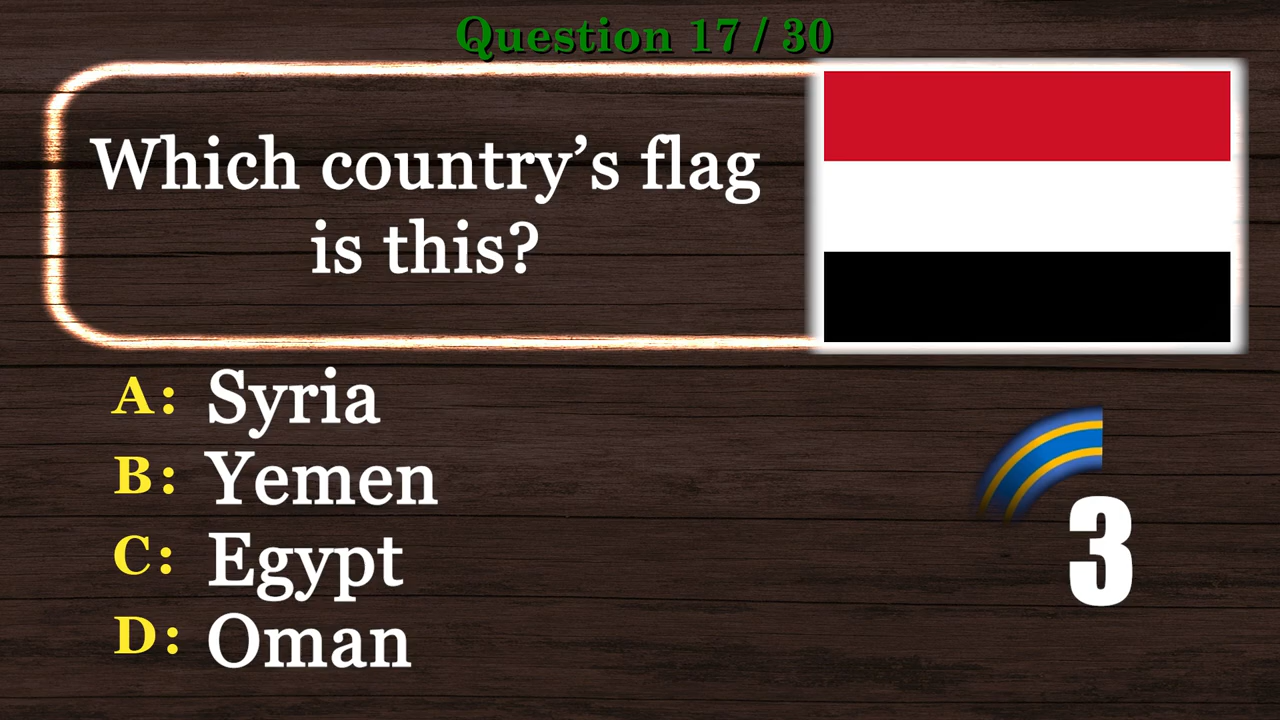 Question 17 / 30
Which country’s flag
is this?
A: Syria
B: Yemen
C: Egypt
D: Oman
3